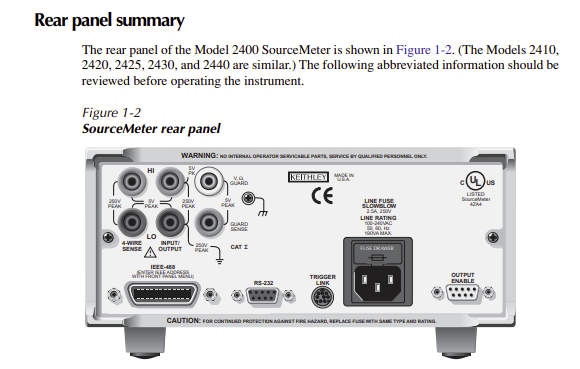 Rear panel summary
The rear panel of the Model 2400 SourceMeter is shown in Figure 1-2. (The Models 2410,
2420, 2425, 2430, and 2440 are similar.) The following abbreviated information should be
reviewed before operating the instrument.
Figure 1-2
SourceMeter rear panel
WARNING: NO INTERNAL OPERATOR SERVICABLE PARTS, SERVICE BY QUALIFIED PERSONNEL ONLY.
HI
5V
PK
V, Ω,
GUARD
250V
PEAK
5V
PEAK
250V
PEAK
5V
PEAK
GUARD
SENSE
LO
4-WIRE
SENSE
INPUT/
OUTPUT
250V
PEAK
CAT I
KEITHLEY
MADE IN
U.S.A.
CE
LINE FUSE
SLOWBLOW
2.5A, 250V
LINE RATING
100-240VAC
50, 60, Hz
190VA MAX
FUSE DRAWER
C UL US
LISTED
SourceMeter
4ZA4
IEEE-488
(ENTER IEEE ADDRESS
WITH FRONT PANEL MENU)
RS-232
TRIGGER
LINK
OUTPUT
ENABLE
CAUTION: FOR CONTINUED PROTECTION AGAINST FIRE HAZARD, REPLACE FUSE WITH SAME TYPE AND RATING.